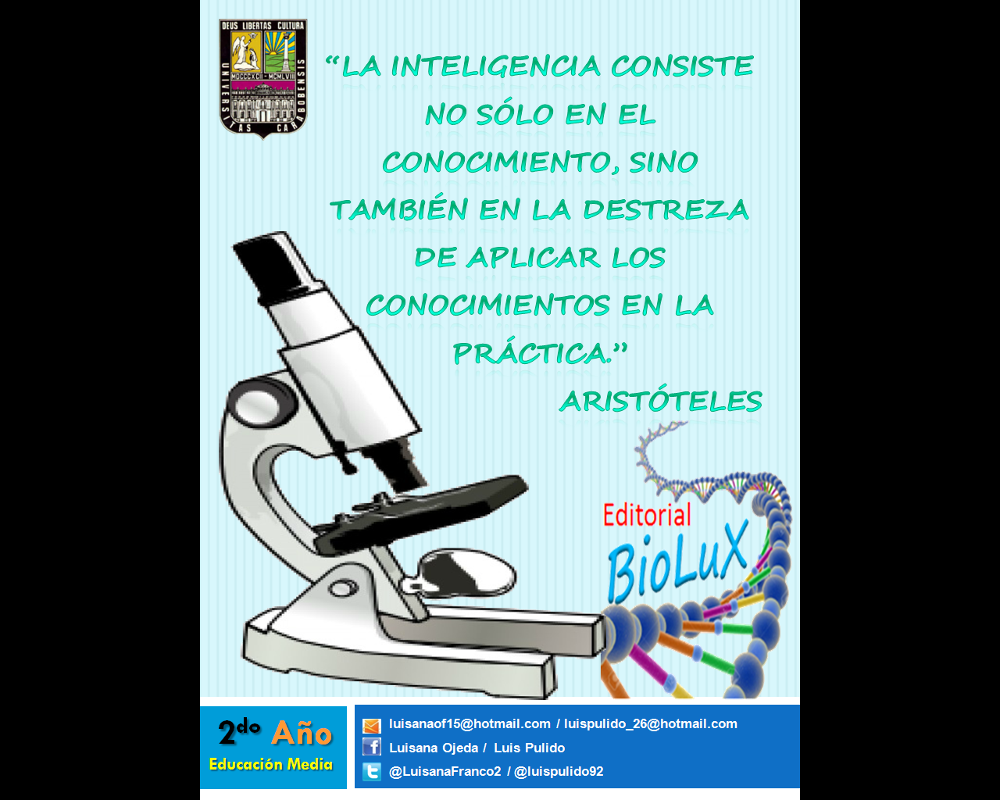 DEUS LIBERTAS CULTURA
MDCCCXCII - MCMLVIII
UNIVERSITAS CARABOBENSIS
“LA INTELIGENCIA CONSISTE
NO SÓLO EN EL
CONOCIMIENTO, SINO
TAMBIÉN EN LA DESTREZA
DE APLICAR LOS
CONOCIMIENTOS EN LA
PRÁCTICA.”
ARISTÓTELES
Editorial
BioLuX
2do Año
Educación Media
luisanaof15@hotmail.com / luispulido_26@hotmail.com
Luisana Ojeda / Luis Pulido
@LuisanaFranco2 / @luispulido92